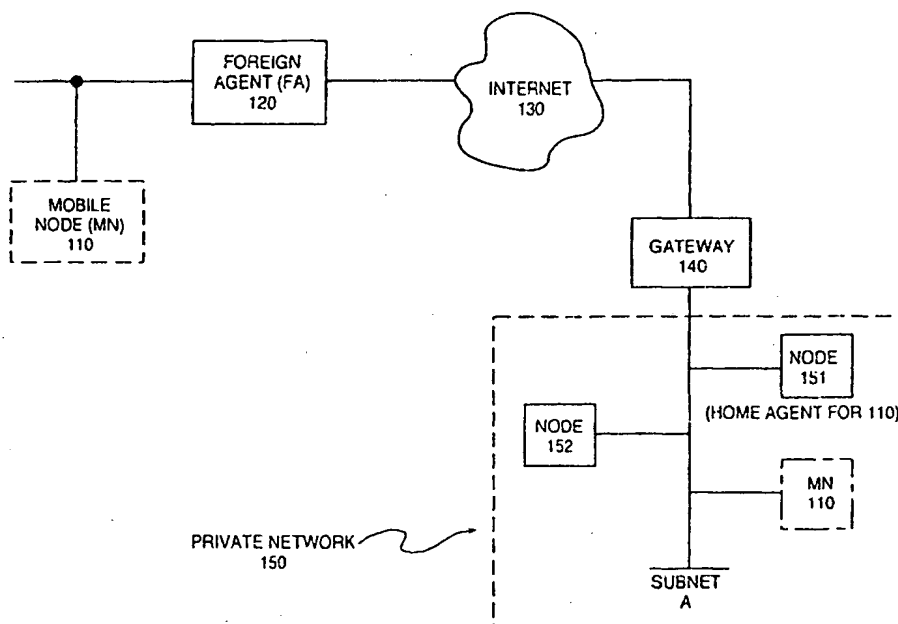 FOREIGN
AGENT (FA)
120
INTERNET
130
MOBILE
NODE (MN)
110
GATEWAY
140
NODE
151
(HOME AGENT FOR 110)
NODE
152
MN
110
PRIVATE NETWORK
150
SUBNET
A